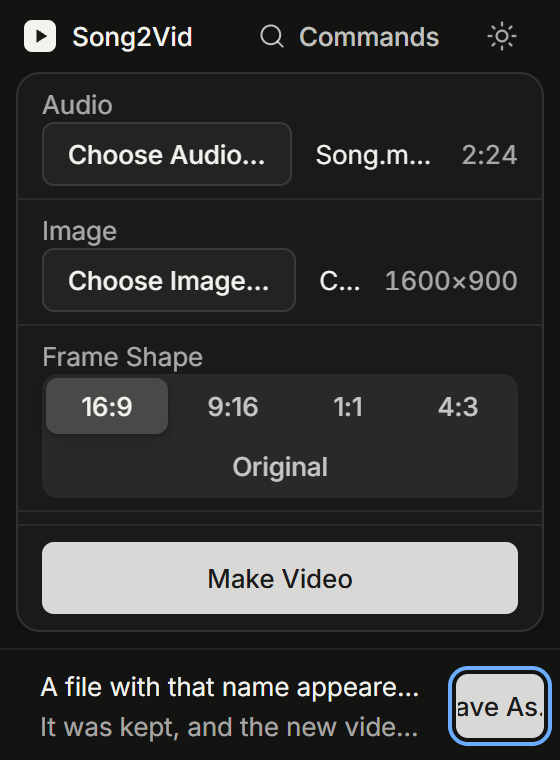 Song2Vid
Commands
Audio
Choose Audio...
Song.m...
2:24
Image
Choose Image...
C...
1600×900
Frame Shape
16:9
9:16
1:1
4:3
Original
Make Video
A file with that name appeare...
It was kept, and the new vide...
ave As.